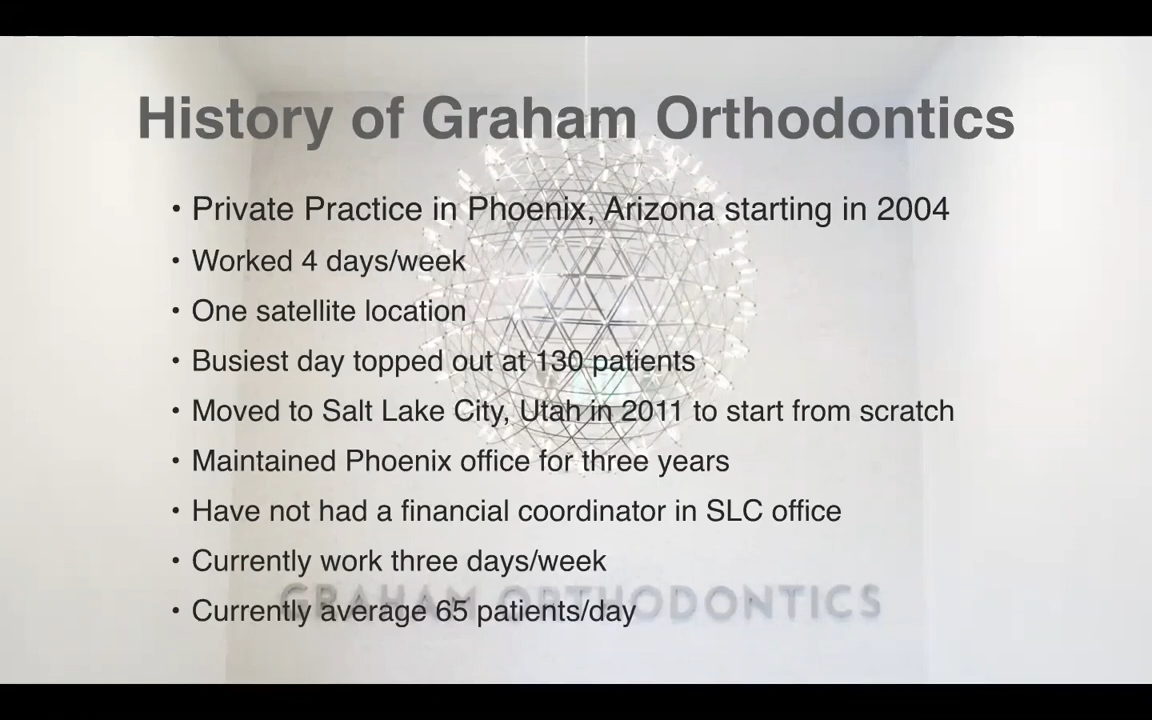 History of Graham Orthodontics
• Private Practice in Phoenix, Arizona starting in 2004
• Worked 4 days/week
• One satellite location
• Busiest day topped out at 130 patients
• Moved to Salt Lake City, Utah in 2011 to start from scratch
• Maintained Phoenix office for three years
• Have not had a financial coordinator in SLC office
• Currently work three days/week
GRAHAM ORTHODONTICS
• Currently average 65 patients/day